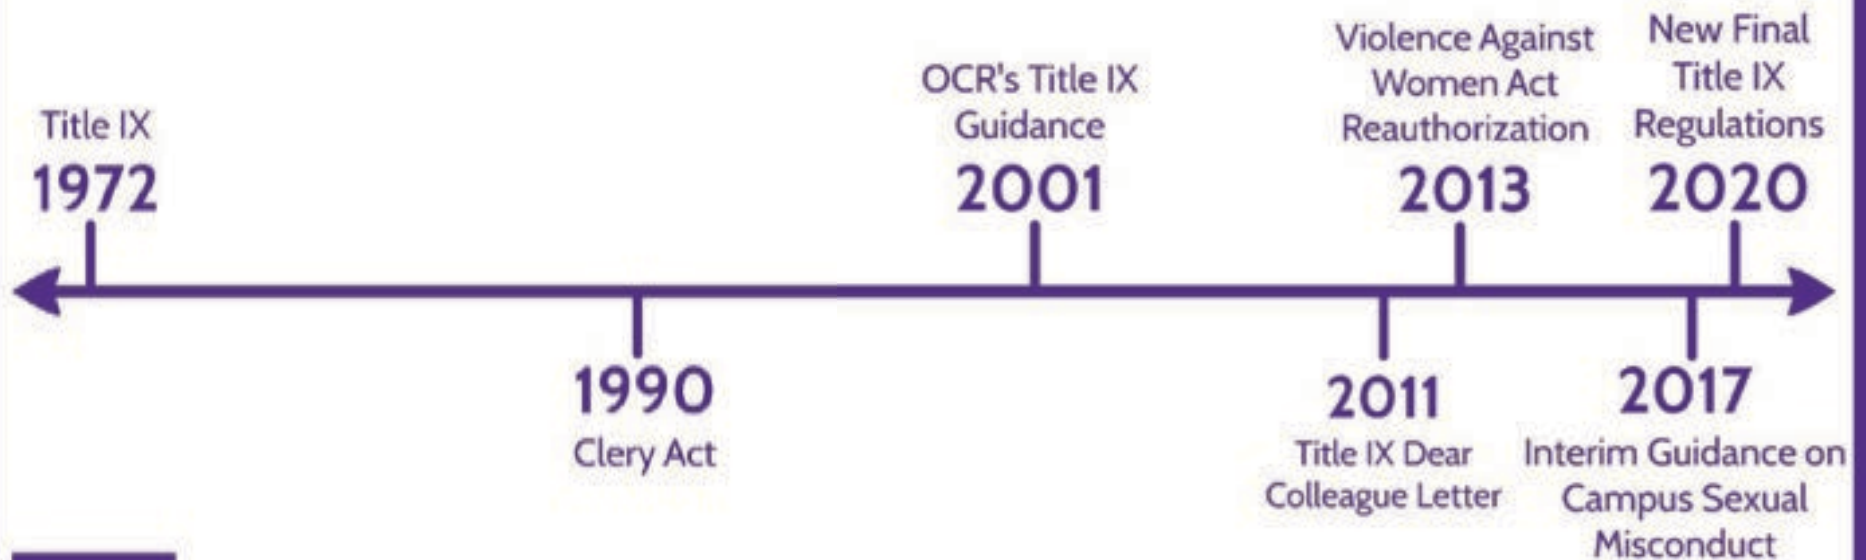 Title IX
1972
1990
Clery Act
OCR's Title IX
Guidance
2001
2011
Title IX Dear
Colleague Letter
Violence Against
Women Act
Reauthorization
2013
2017
Interim Guidance on
Campus Sexual
Misconduct
New Final
Title IX
Regulations
2020